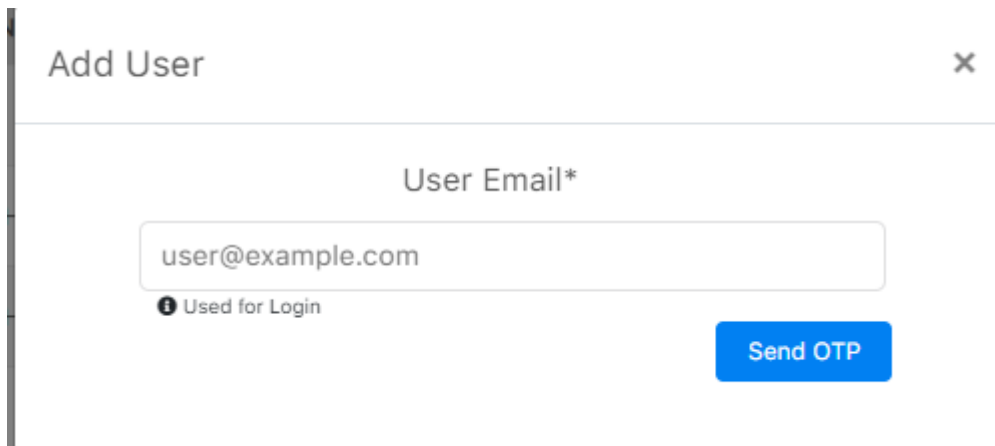 Add User
×
User Email*
user@example.com
Used for Login
Send OTP